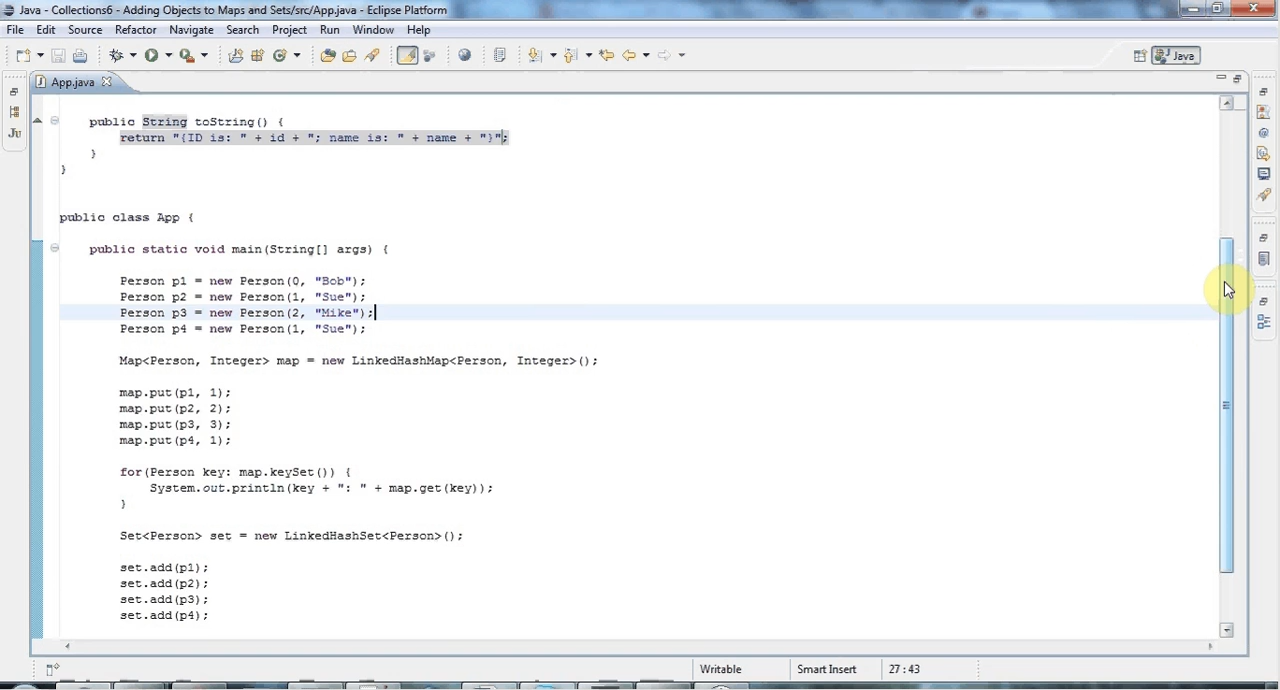 Java - Collections6 - Adding Objects to Maps and Sets/src/App.java - Eclipse Platform
File Edit Source Refactor Navigate Search Project Run Window Help
Java
App.java
public String toString() {
return "{ID is: " + id + "; name is: " + name + "}";
}
}
public class App {
public static void main(String[] args) {
Person p1 = new Person(0, "Bob");
Person p2 = new Person(1, "Sue");
Person p3 = new Person(2, "Mike");
Person p4 = new Person(1, "Sue");
Map<Person, Integer> map = new LinkedHashMap<Person, Integer>();
map.put(p1, 1);
map.put(p2, 2);
map.put(p3, 3);
map.put(p4, 1);
for(Person key: map.keySet()) {
System.out.println(key + ": " + map.get(key));
}
Set<Person> set = new LinkedHashSet<Person>();
set.add(p1);
set.add(p2);
set.add(p3);
set.add(p4);
Writable Smart Insert 27 : 43